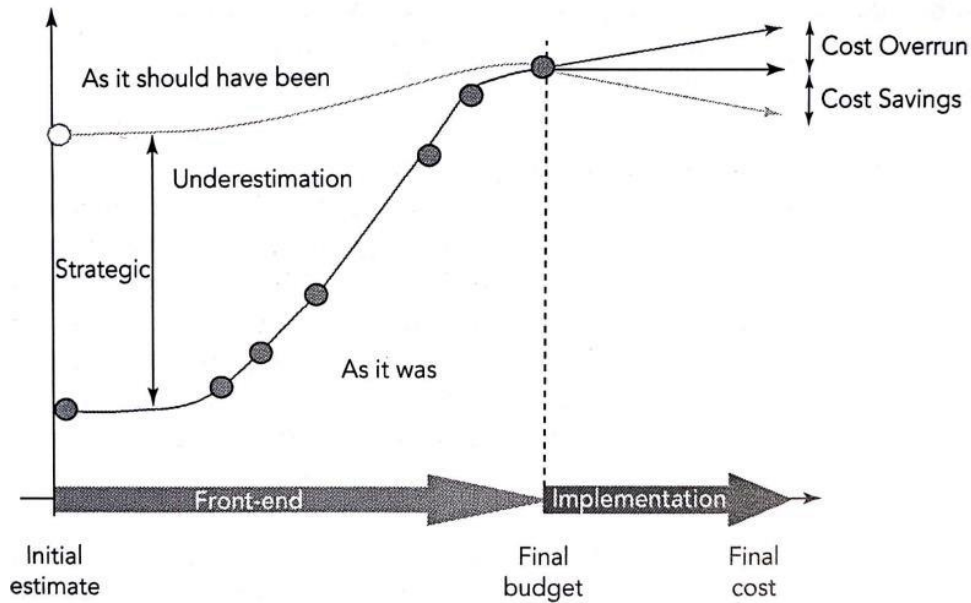 Cost Overrun
As it should have been
Cost Savings
Underestimation
Strategic
As it was
Front-end
Implementation
Initial
estimate
Final
budget
Final
cost